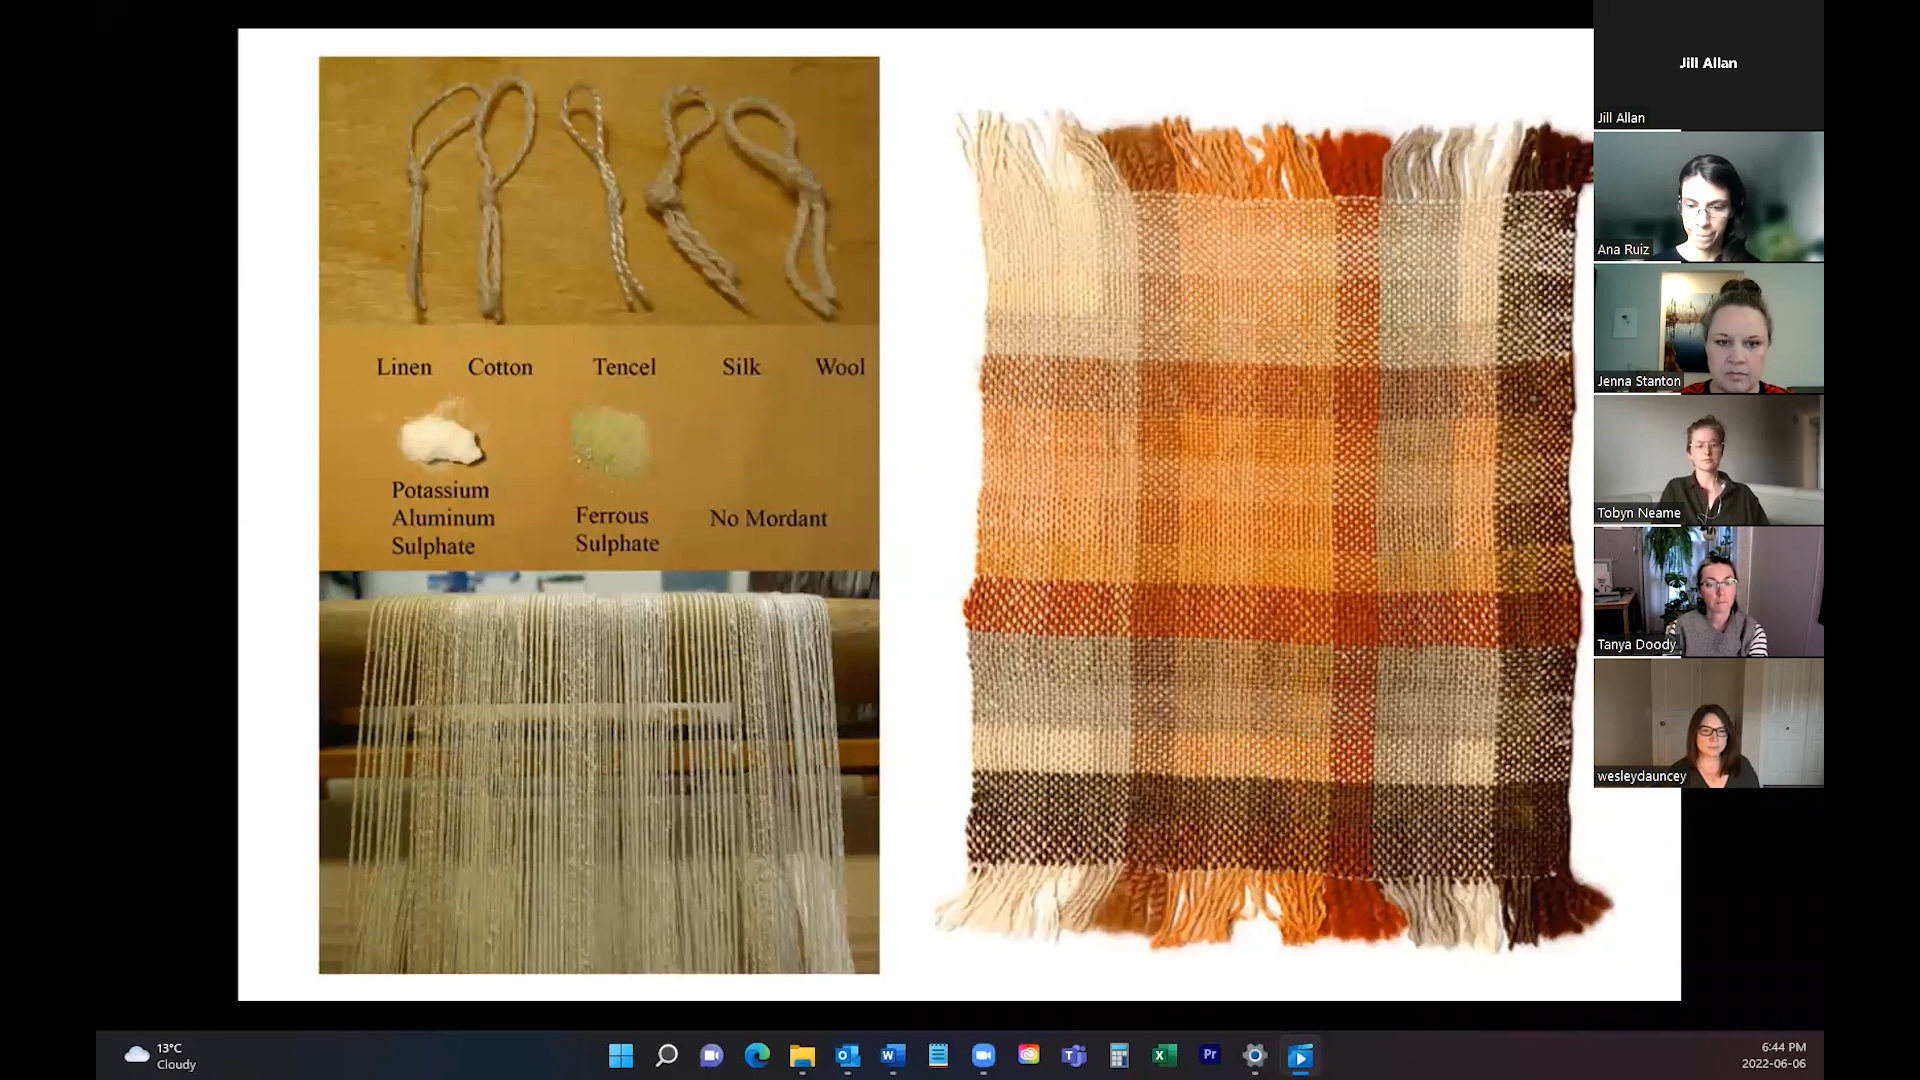 Linen Cotton Tencel Silk Wool
Potassium
Aluminum
Sulphate
Ferrous
Sulphate
No Mordant
Jill Allan
Jill Allan
Ana Ruiz
Jenna Stanton
Tobyn Neame
Tanya Doody
wesleydauncey
13°C
Cloudy
6:44 PM
2022-06-06